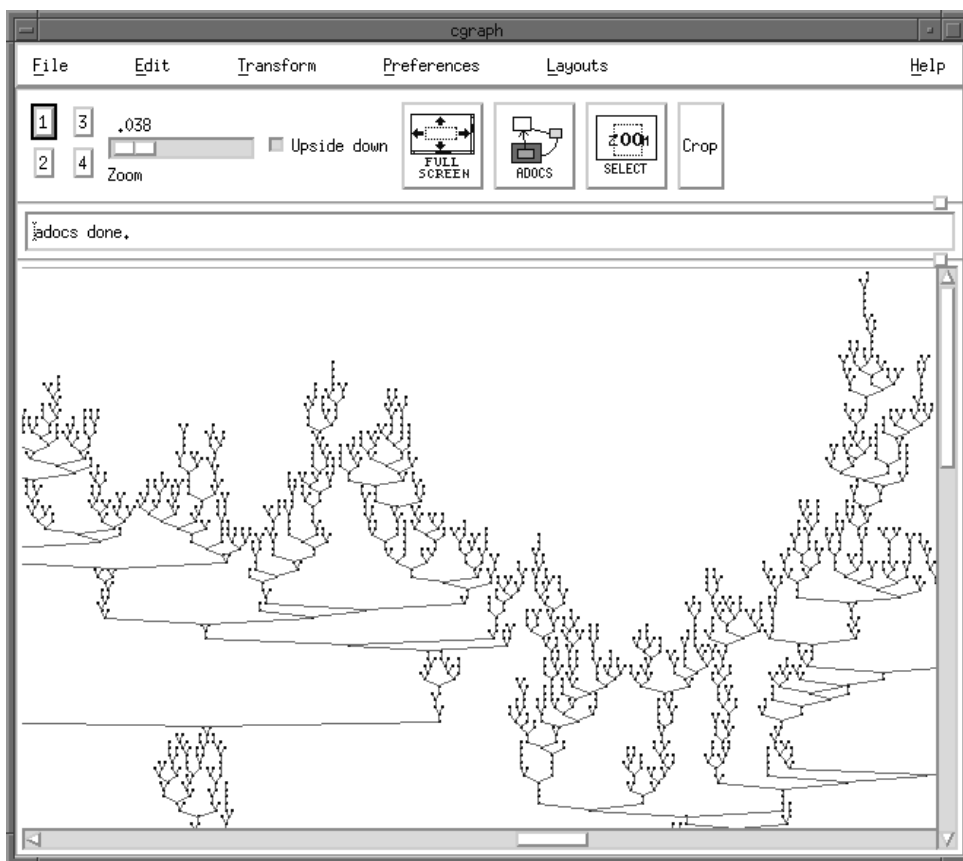 cgraph
File Edit Transform Preferences Layouts Help
1 3
2 4
.038
Zoom
Upside down
FULL
SCREEN
ADOCS
ZOOM
SELECT
Crop
adocs done.